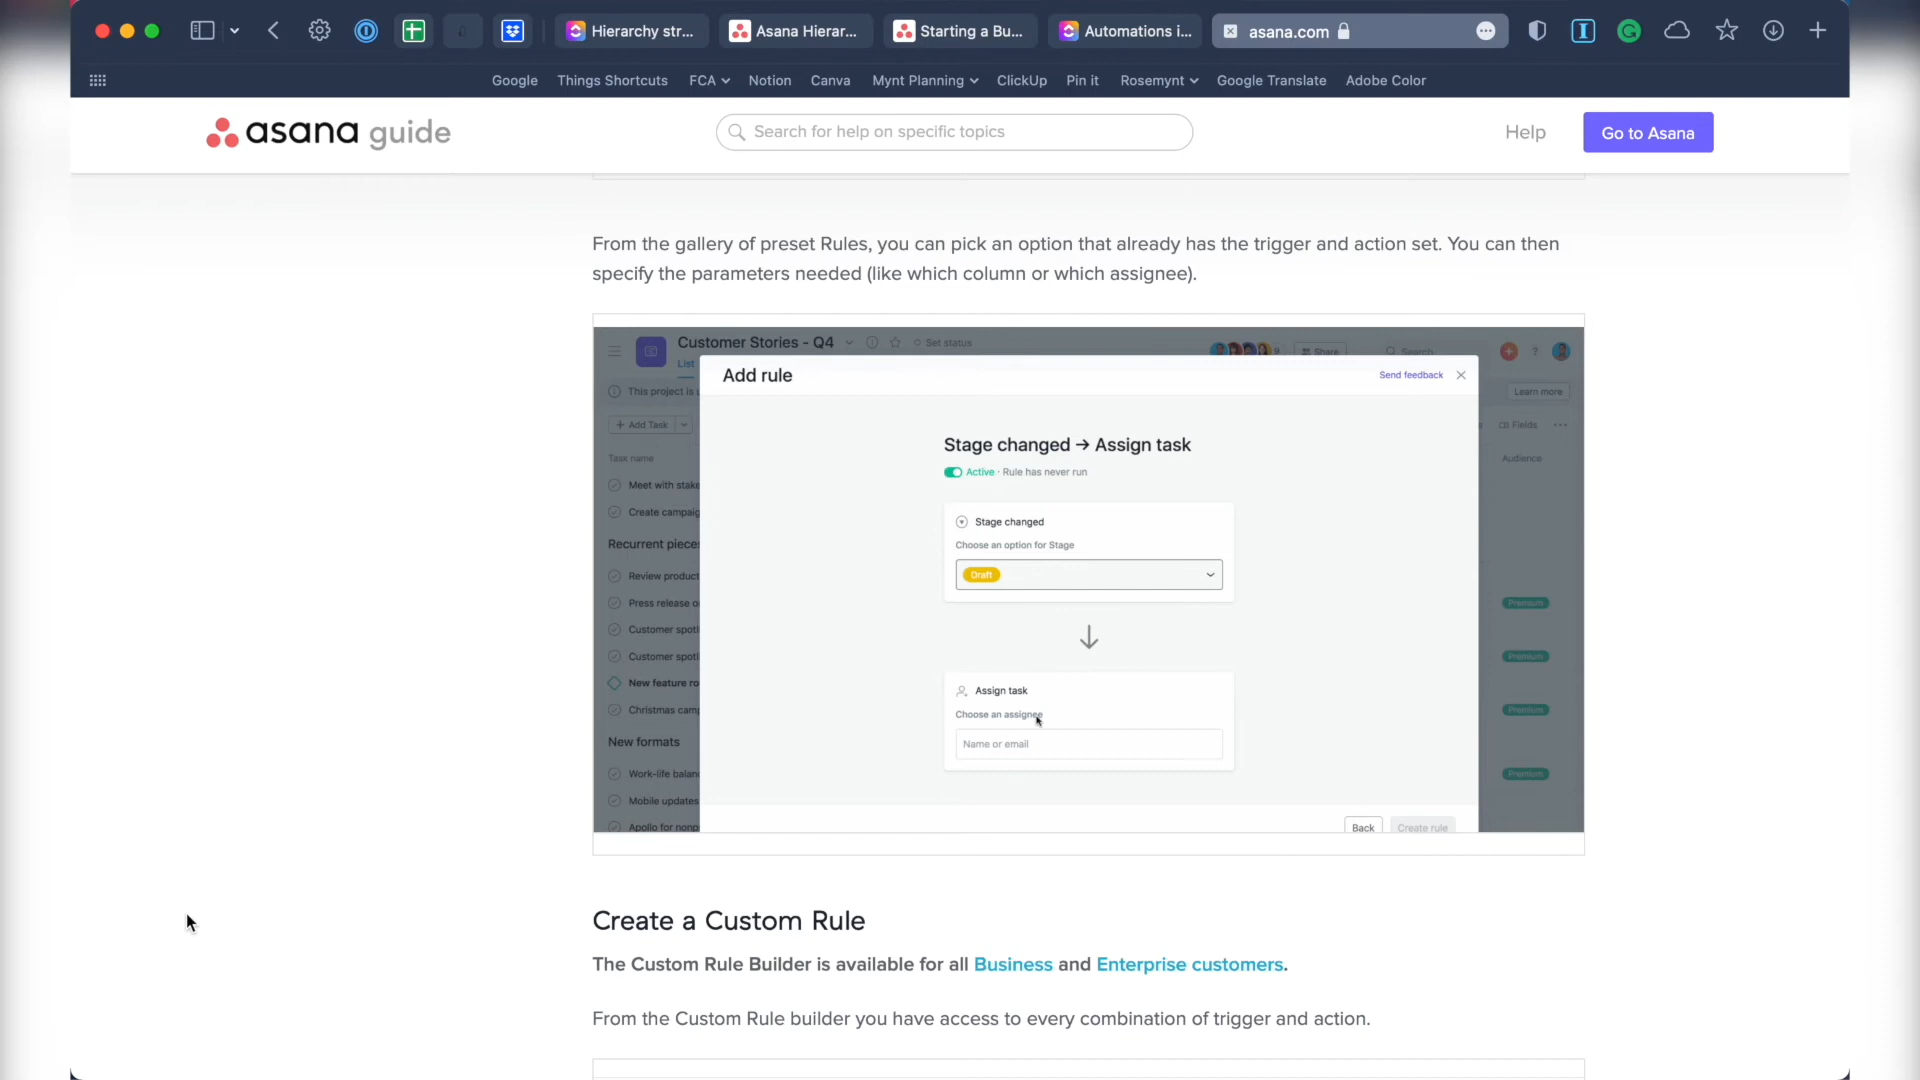 Hierarchy str...
Asana Hierar...
Starting a Bu...
Automations i...
asana.com
Google
Things Shortcuts
FCA
Notion
Canva
Mynt Planning
ClickUp
Pin it
Rosemynt
Google Translate
Adobe Color
asana guide
Search for help on specific topics
Help
Go to Asana
From the gallery of preset Rules, you can pick an option that already has the trigger and action set. You can then
specify the parameters needed (like which column or which assignee).
Customer Stories - Q4
Set status
Share
Search
?
List
This project is
Learn more
Add rule
Send feedback
+ Add Task
Fields
Task name
Audience
Stage changed → Assign task
Active · Rule has never run
Meet with stake
Create campaig
Stage changed
Recurrent pieces
Choose an option for Stage
Review product
Draft
Press release o
Premium
Customer spotl
Customer spotl
Premium
New feature ro
Assign task
Christmas camp
Premium
Choose an assignee
New formats
Name or email
Work-life balanc
Premium
Mobile updates
Apollo for nonp
Back
Create rule
Create a Custom Rule
The Custom Rule Builder is available for all Business and Enterprise customers.
From the Custom Rule builder you have access to every combination of trigger and action.